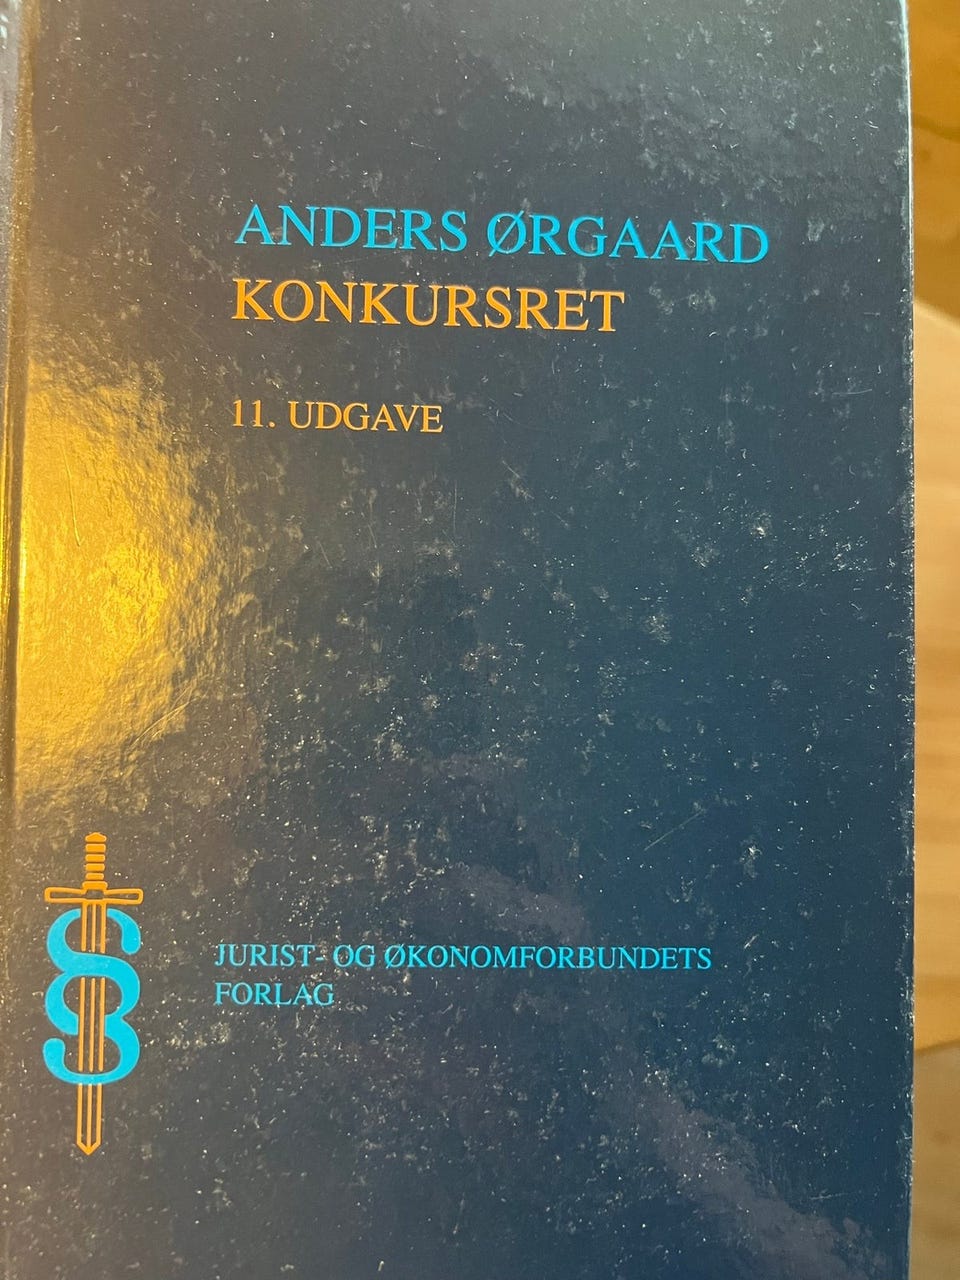 ANDERS ØRGAARD
KONKURSRET
11. UDGAVE
JURIST- OG ØKONOMFORBUNDETS
FORLAG